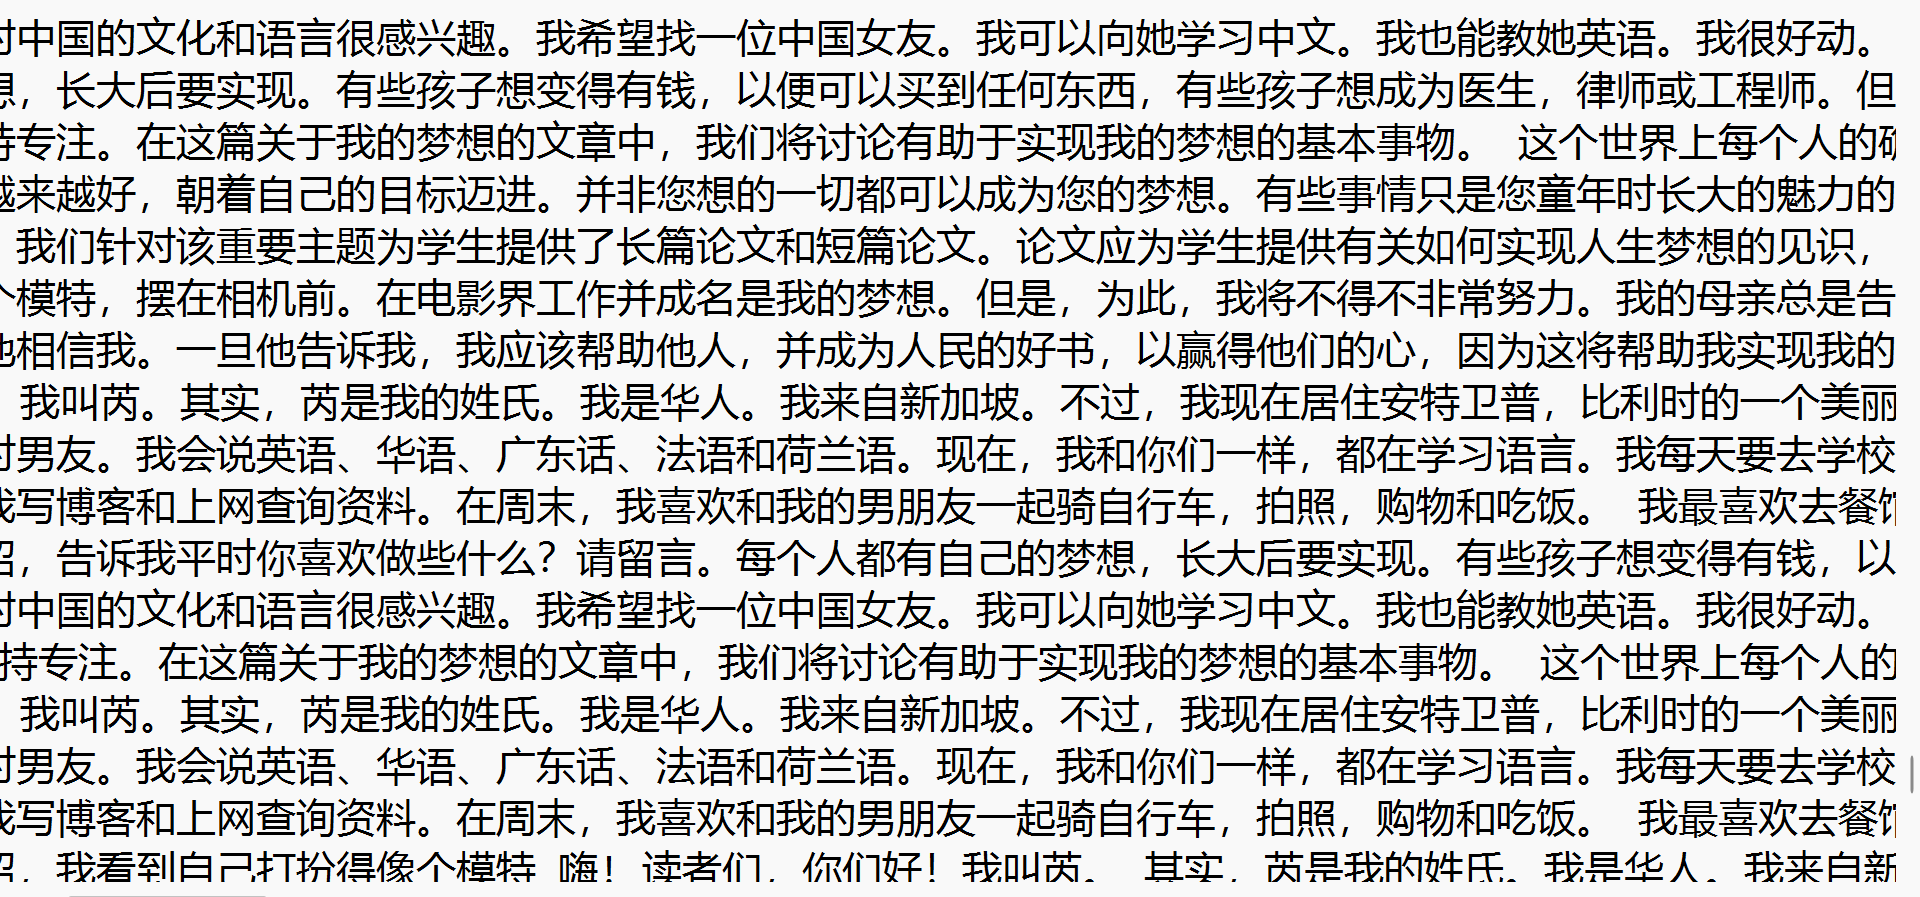 中国的文化和语言很感兴趣。我希望找一位中国女友。我可以向她学习中文。我也能教她英语。我很好动。
想，长大后要实现。有些孩子想变得有钱，以便可以买到任何东西，有些孩子想成为医生，律师或工程师。但
持专注。在这篇关于我的梦想的文章中，我们将讨论有助于实现我的梦想的基本事物。 这个世界上每个人的
越来越好，朝着自己的目标迈进。并非您想的一切都可以成为您的梦想。有些事情只是您童年时长大的魅力的
我们针对该重要主题为学生提供了长篇论文和短篇论文。论文应为学生提供有关如何实现人生梦想的见识，
个模特，摆在相机前。在电影界工作并成名是我的梦想。但是，为此，我将不得不非常努力。我的母亲总是告
相信我。一旦他告诉我，我应该帮助他人，并成为人民的好书，以赢得他们的心，因为这将帮助我实现我的
我叫芮。其实，芮是我的姓氏。我是华人。我来自新加坡。不过，我现在居住安特卫普，比利时的一个美丽
男友。我会说英语、华语、广东话、法语和荷兰语。现在，我和你们一样，都在学习语言。我每天要去学校
我写博客和上网查询资料。在周末，我喜欢和我的男朋友一起骑自行车，拍照，购物和吃饭。 我最喜欢去餐馆
，告诉我平时你喜欢做些什么？请留言。每个人都有自己的梦想，长大后要实现。有些孩子想变得有钱，以
中国的文化和语言很感兴趣。我希望找一位中国女友。我可以向她学习中文。我也能教她英语。我很好动。
持专注。在这篇关于我的梦想的文章中，我们将讨论有助于实现我的梦想的基本事物。 这个世界上每个人的
我叫芮。其实，芮是我的姓氏。我是华人。我来自新加坡。不过，我现在居住安特卫普，比利时的一个美丽
男友。我会说英语、华语、广东话、法语和荷兰语。现在，我和你们一样，都在学习语言。我每天要去学校
我写博客和上网查询资料。在周末，我喜欢和我的男朋友一起骑自行车，拍照，购物和吃饭。 我最喜欢去餐馆
，我看到自己打扮得像个模特 嗨！读者们，你们好！我叫芮。 其实，芮是我的姓氏。我是华人。我来自新